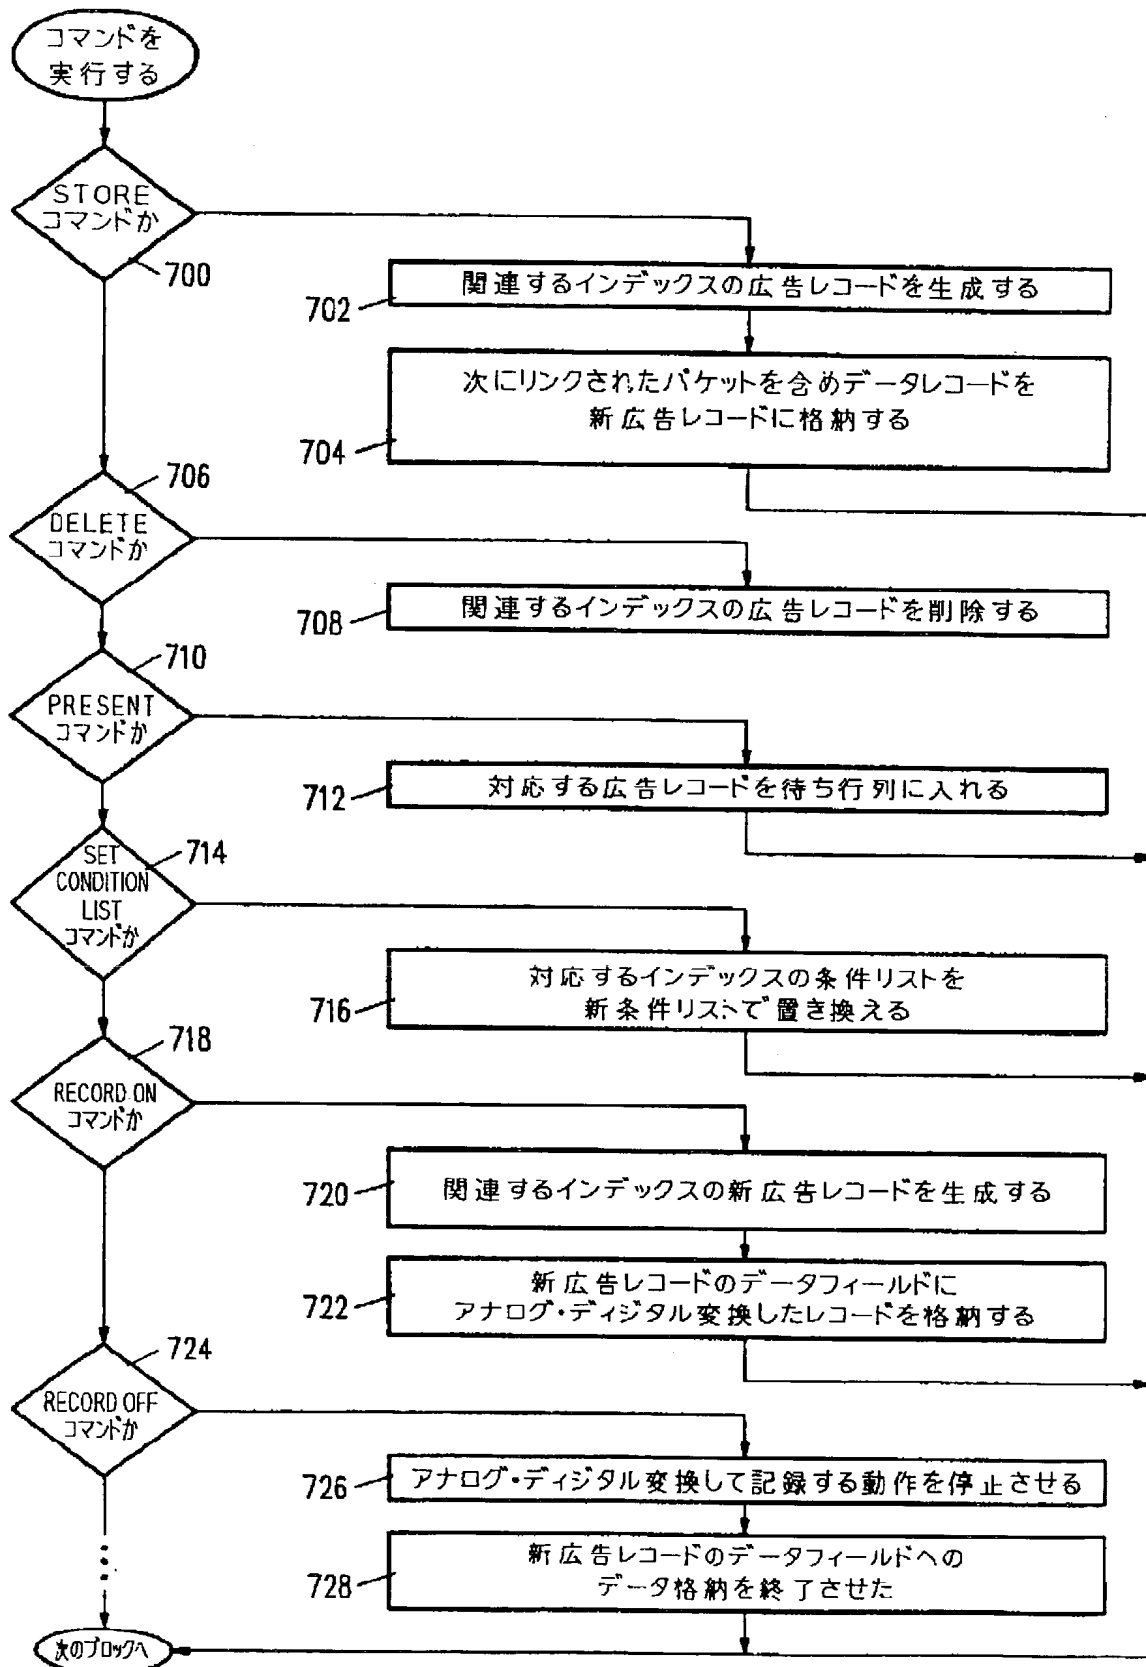 コマンドを
実行する
STORE
コマンドか
700
702
関連するインデックスの広告レコードを生成する
704
次にリンクされたパケットを含めデータレコードを
新広告レコードに格納する
706
DELETE
コマンドか
708
関連するインデックスの広告レコードを削除する
710
PRESENT
コマンドか
712
対応する広告レコードを待ち行列に入れる
714
SET
CONDITION
LIST
コマンドか
716
対応するインデックスの条件リストを
新条件リストで置き換える
718
RECORD ON
コマンドか
720
関連するインデックスの新広告レコードを生成する
722
新広告レコードのデータフィールドに
アナログ・ディジタル変換したレコードを格納する
724
RECORD OFF
コマンドか
726
アナログ・ディジタル変換して記録する動作を停止させる
728
新広告レコードのデータフィールドへの
データ格納を終了させた
次のブロックへ